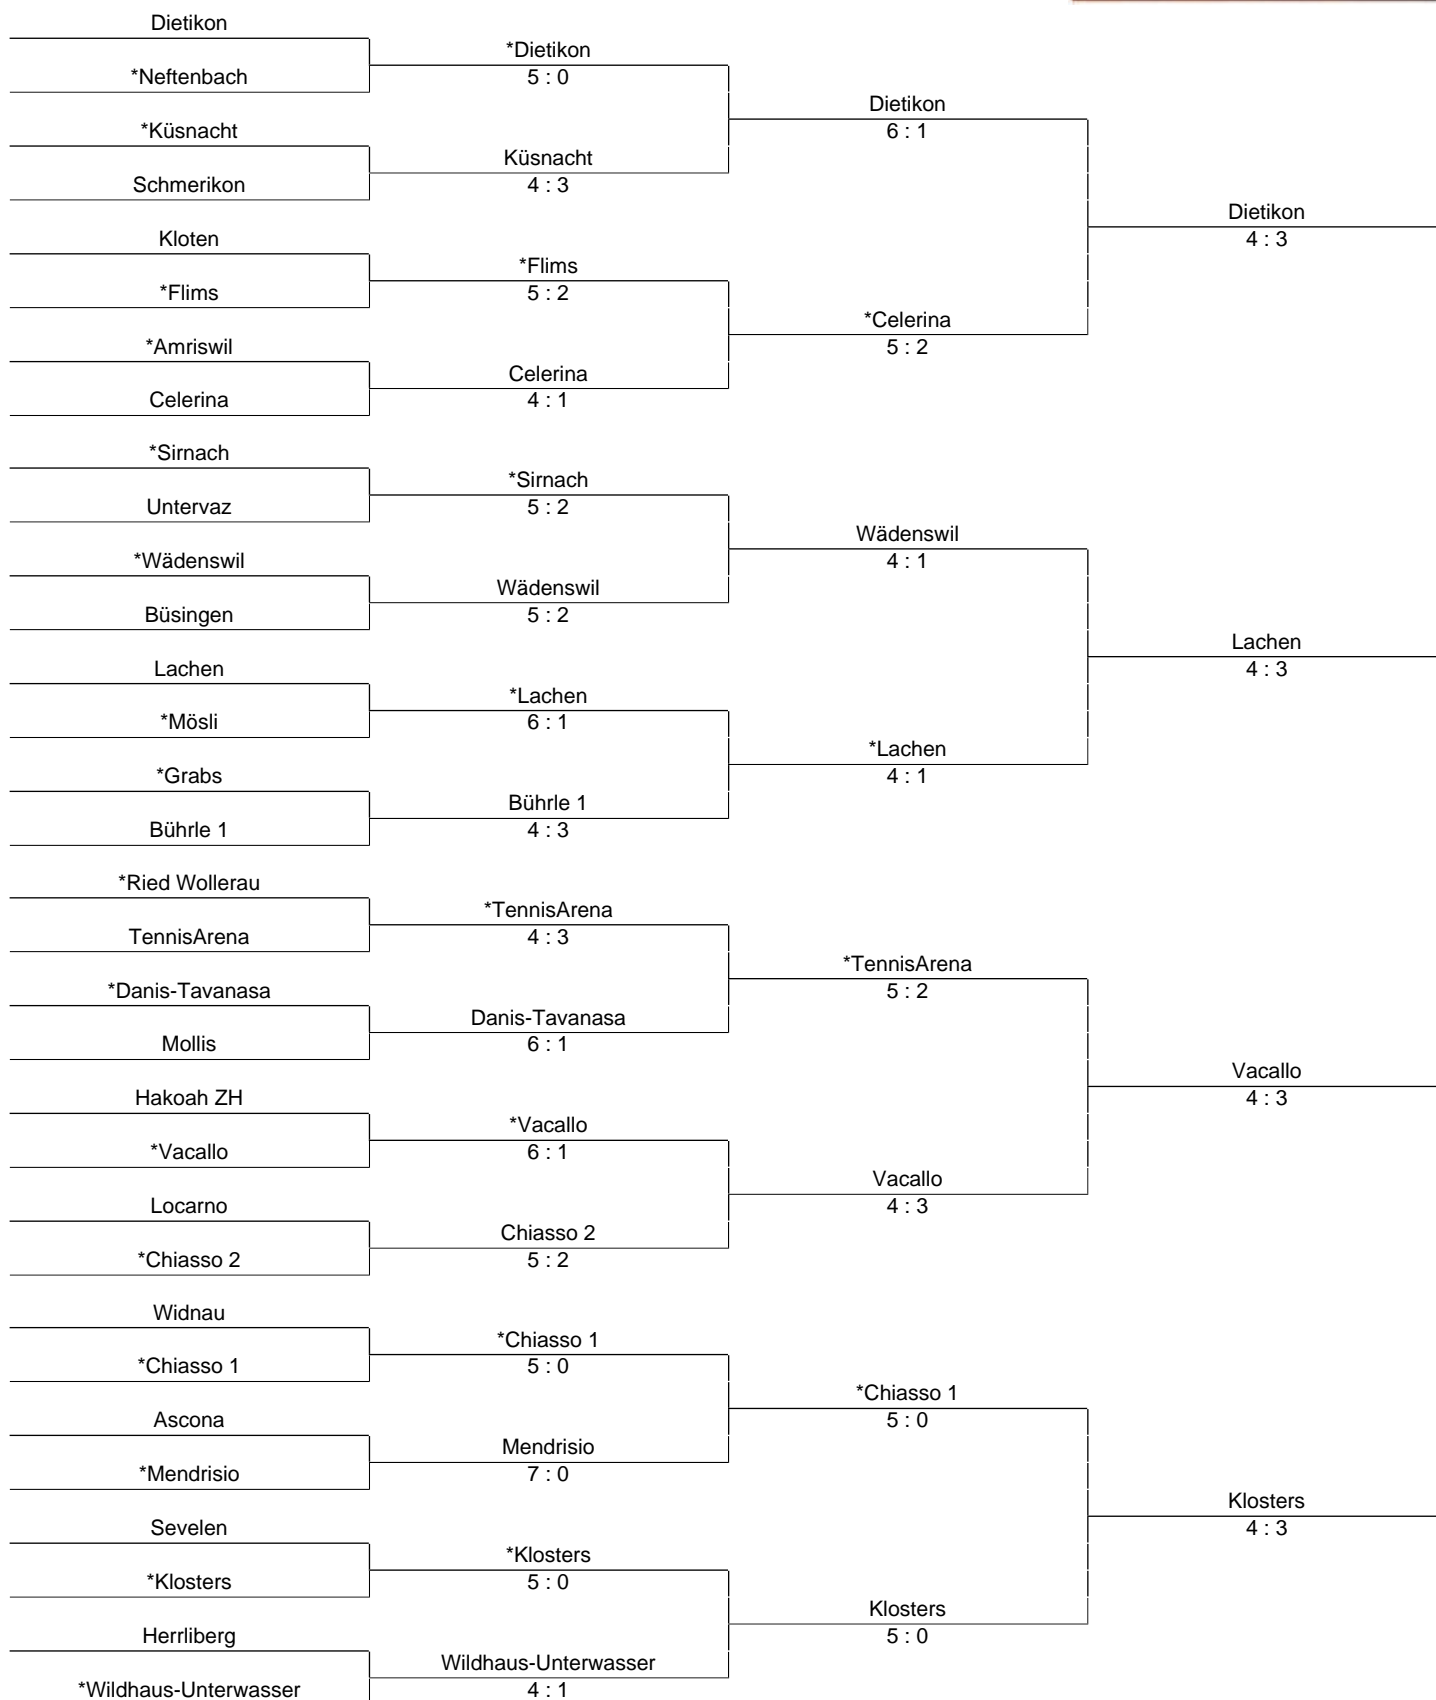 Dietikon
*Dietikon
5 : 0
*Neftenbach
Dietikon
6 : 1
*Küsnacht
Küsnacht
4 : 3
Schmerikon
Dietikon
4 : 3
Kloten
*Flims
5 : 2
*Flims
*Celerina
5 : 2
*Amriswil
Celerina
4 : 1
Celerina
*Sirnach
*Sirnach
5 : 2
Untervaz
Wädenswil
4 : 1
*Wädenswil
Wädenswil
5 : 2
Büsingen
Lachen
4 : 3
Lachen
*Lachen
6 : 1
*Mösli
*Lachen
4 : 1
*Grabs
Bührle 1
4 : 3
Bührle 1
*Ried Wollerau
*TennisArena
4 : 3
TennisArena
*TennisArena
5 : 2
*Danis-Tavanasa
Danis-Tavanasa
6 : 1
Mollis
Vacallo
4 : 3
Hakoah ZH
*Vacallo
6 : 1
*Vacallo
Vacallo
4 : 3
Locarno
Chiasso 2
5 : 2
*Chiasso 2
Widnau
*Chiasso 1
5 : 0
*Chiasso 1
*Chiasso 1
5 : 0
Ascona
Mendrisio
7 : 0
*Mendrisio
Klosters
4 : 3
Sevelen
*Klosters
5 : 0
*Klosters
Klosters
5 : 0
Herrliberg
Wildhaus-Unterwasser
4 : 1
*Wildhaus-Unterwasser